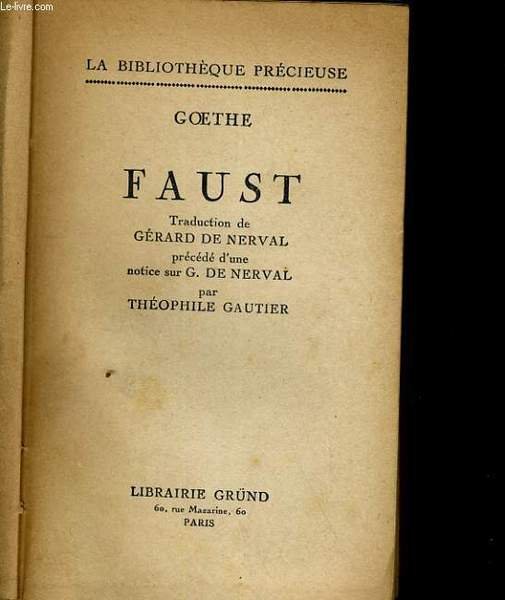 Le-livre.com
LA BIBLIOTHÈQUE PRÉCIEUSE
GŒTHE
FAUST
Traduction de
GÉRARD DE NERVAL
précédé d'une
notice sur G. DE NERVAL
par
THÉOPHILE GAUTIER
LIBRAIRIE GRÜND
60, rue Mazarine, 60
PARIS